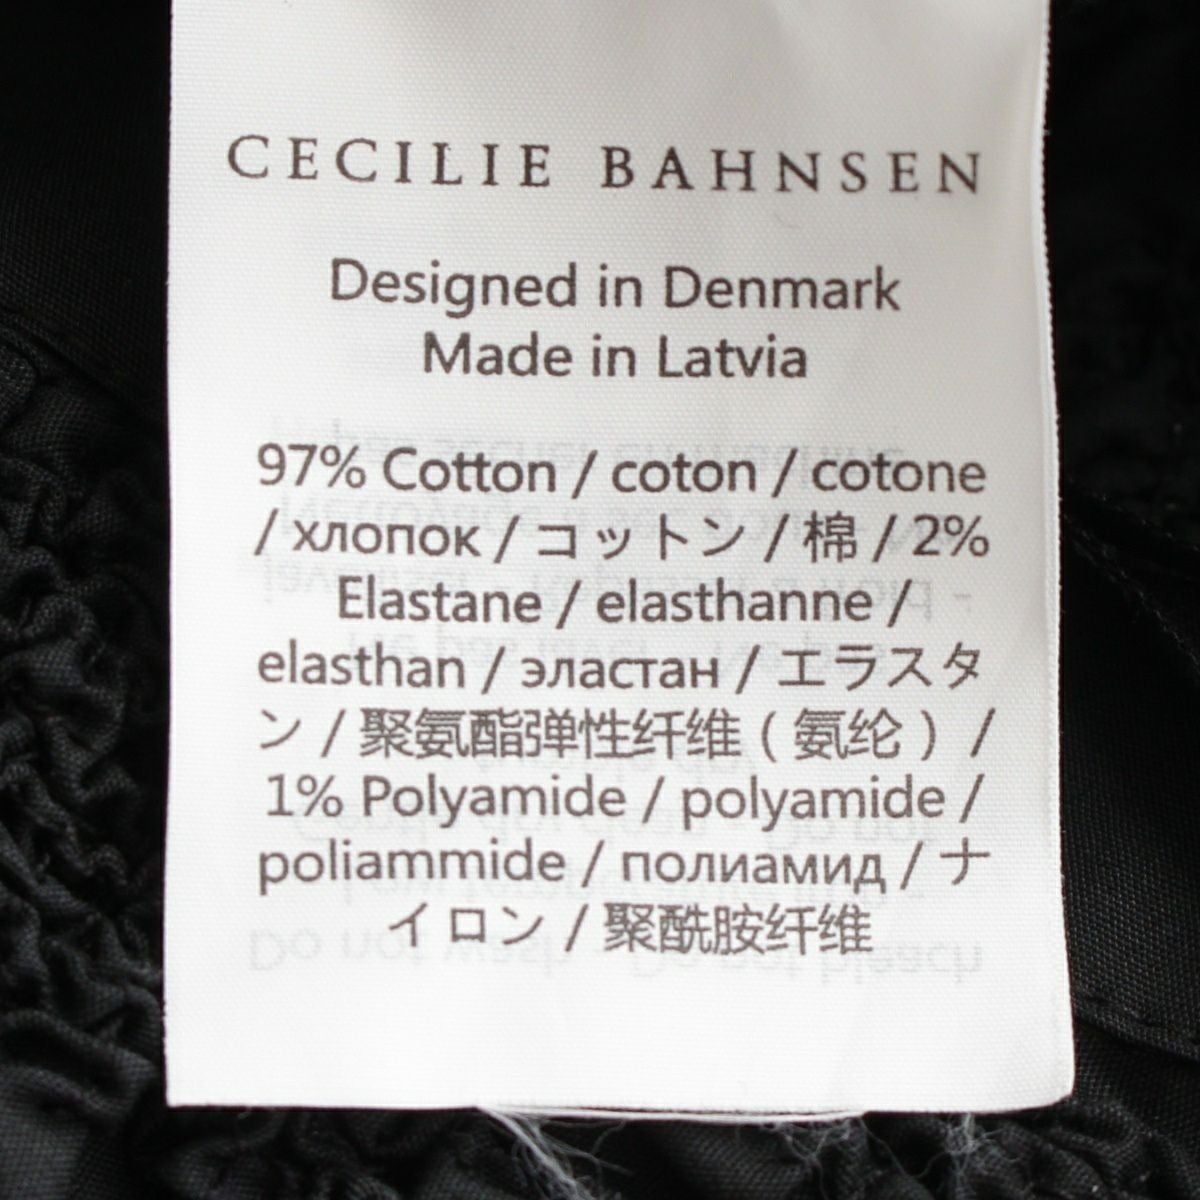 CECILIE BAHNSEN
Designed in Denmark
Made in Latvia
97% Cotton / coton / cotone
/ хлопок / コットン / 棉 / 2%
Elastane / elasthanne /
elasthan / эластан / エラスタ
ン / 聚氨酯弹性纤维（氨纶） /
1% Polyamide / polyamide /
poliammide / полиамид / ナ
イロン / 聚酰胺纤维